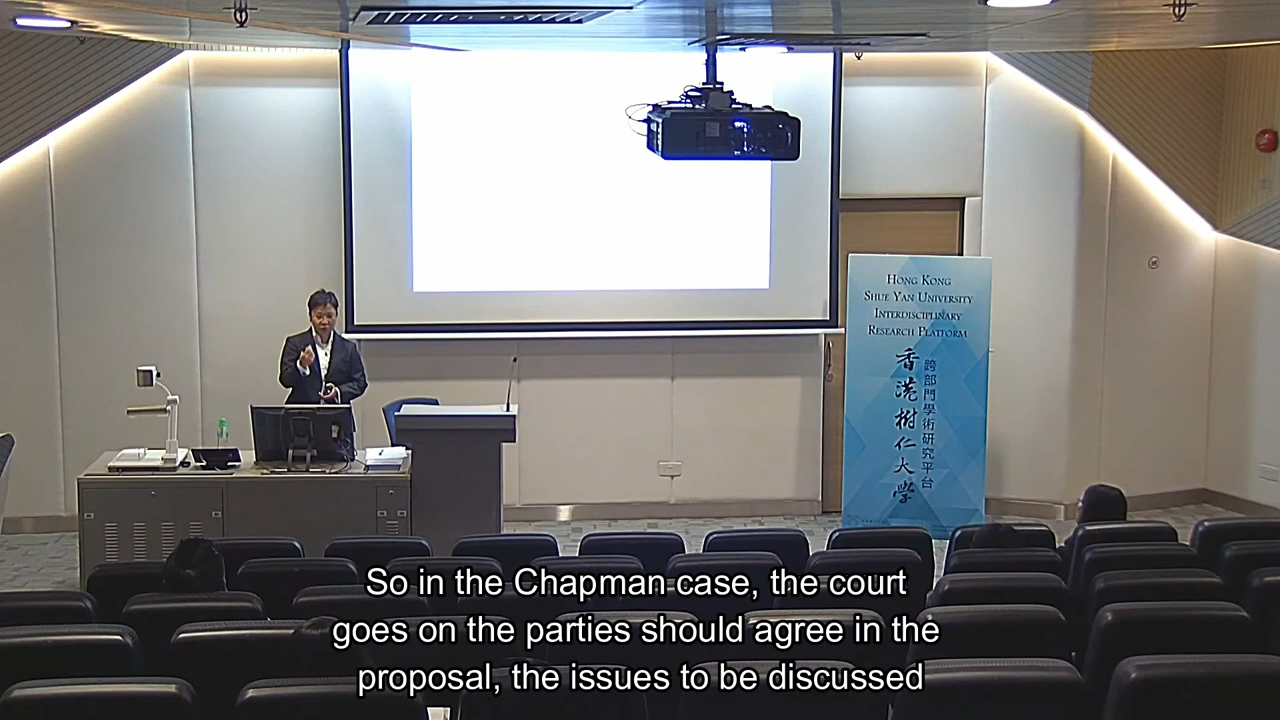 HONG KONG
SHUE YAN UNIVERSITY
INTERDISCIPLINARY
RESEARCH PLATFORM
香港樹仁大學
跨部門學術研究平台
So in the Chapman case, the court
goes on the parties should agree in the
proposal, the issues to be discussed